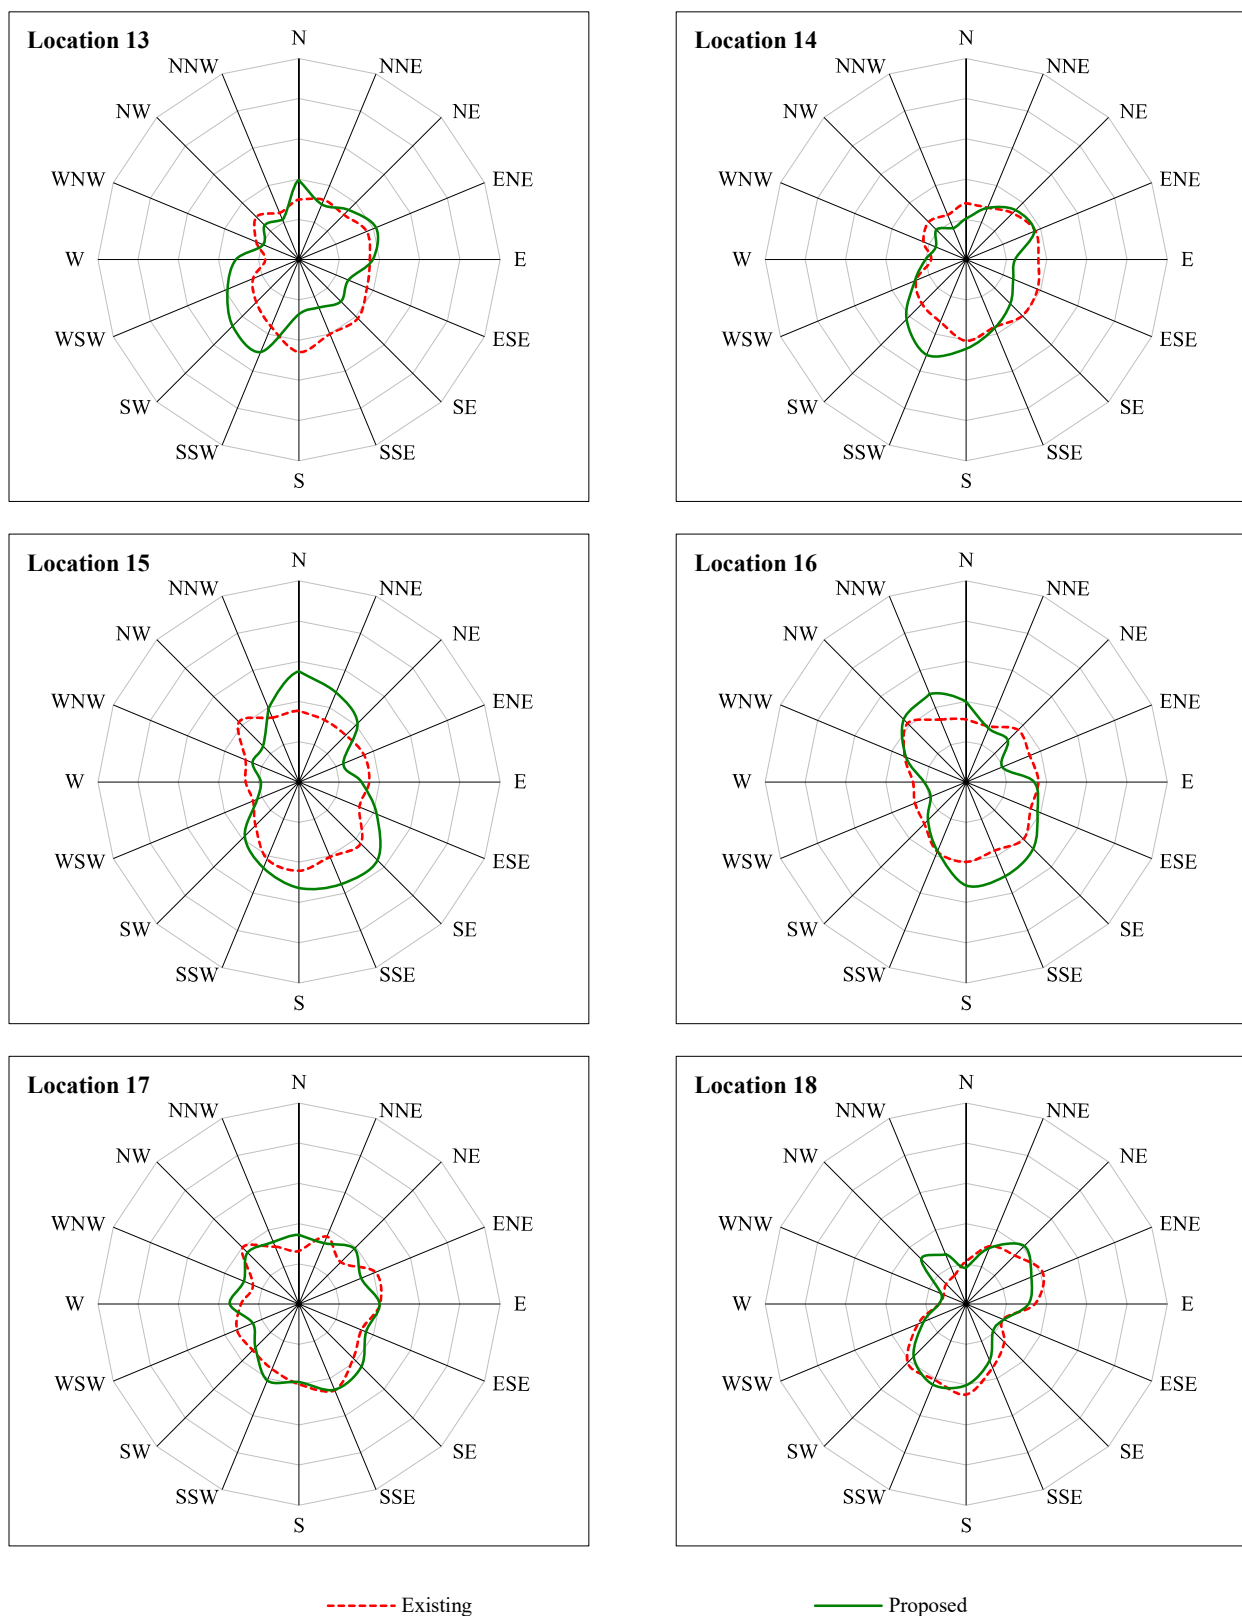 Location 13
N
NNW
NNE
NW
NE
WNW
ENE
W
E
WSW
ESE
SW
SE
SSW
SSE
S
Location 14
N
NNW
NNE
NW
NE
WNW
ENE
W
E
WSW
ESE
SW
SE
SSW
SSE
S
Location 15
N
NNW
NNE
NW
NE
WNW
ENE
W
E
WSW
ESE
SW
SE
SSW
SSE
S
Location 16
N
NNW
NNE
NW
NE
WNW
ENE
W
E
WSW
ESE
SW
SE
SSW
SSE
S
Location 17
N
NNW
NNE
NW
NE
WNW
ENE
W
E
WSW
ESE
SW
SE
SSW
SSE
S
Location 18
N
NNW
NNE
NW
NE
WNW
ENE
W
E
WSW
ESE
SW
SE
SSW
SSE
S
Existing
Proposed